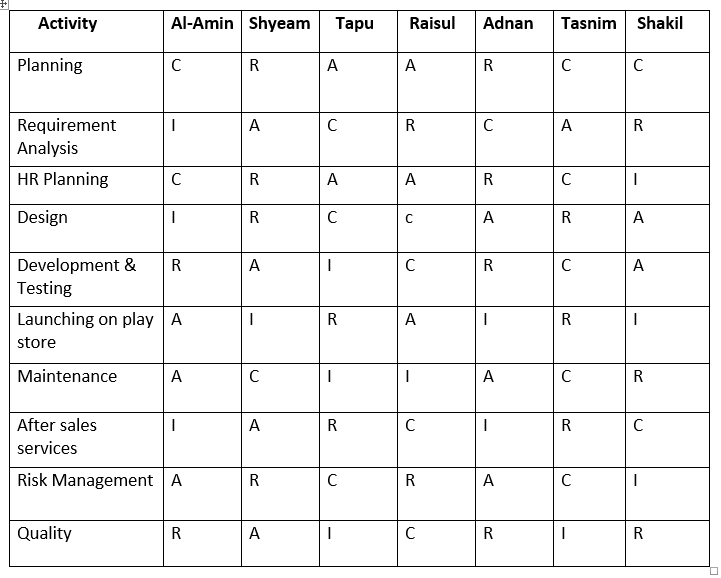 Activity Al-Amin Shyeam Tapu Raisul Adnan Tasnim Shakil
Planning C R A A R C C
Requirement Analysis I A C R C A R
HR Planning C R A A R C I
Design I R C c A R A
Development & Testing R A I C R C A
Launching on play store A I R A I R I
Maintenance A C I I A C R
After sales services I A R C I R C
Risk Management A R C R A C I
Quality R A I C R I R